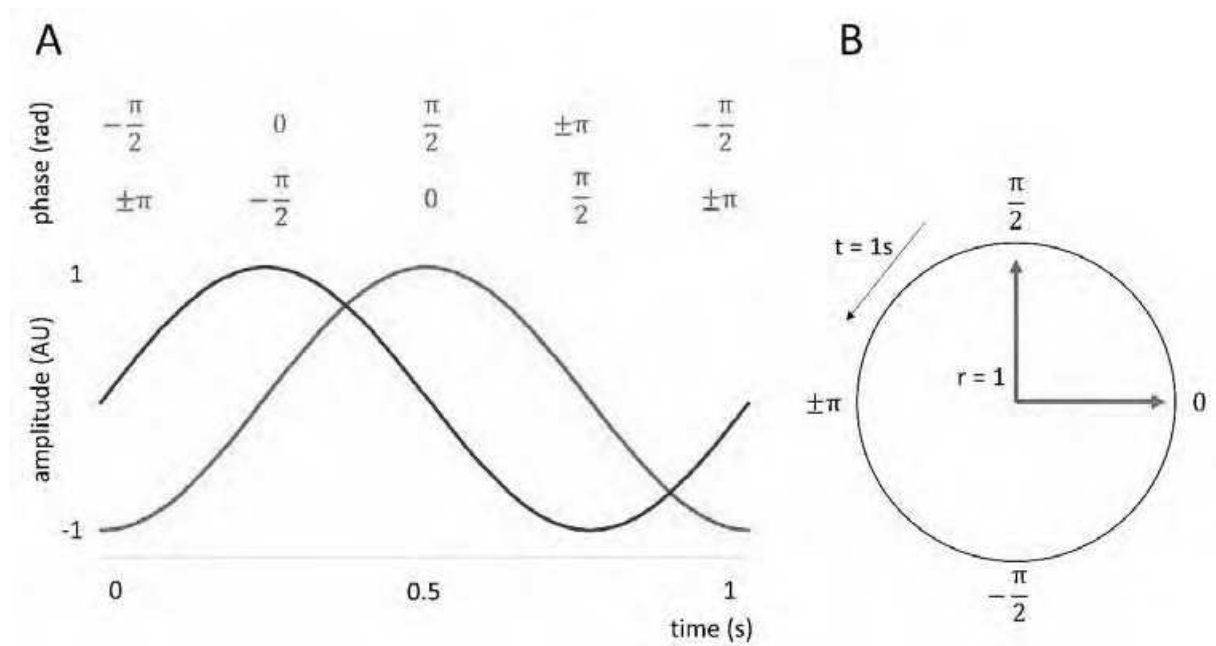 A
phase (rad)
−π/2 0 π/2 ±π −π/2
±π −π/2 0 π/2 ±π
amplitude (AU)
1
-1
0 0.5 1
time (s)
B
π/2
t = 1s
r = 1
±π 0
−π/2